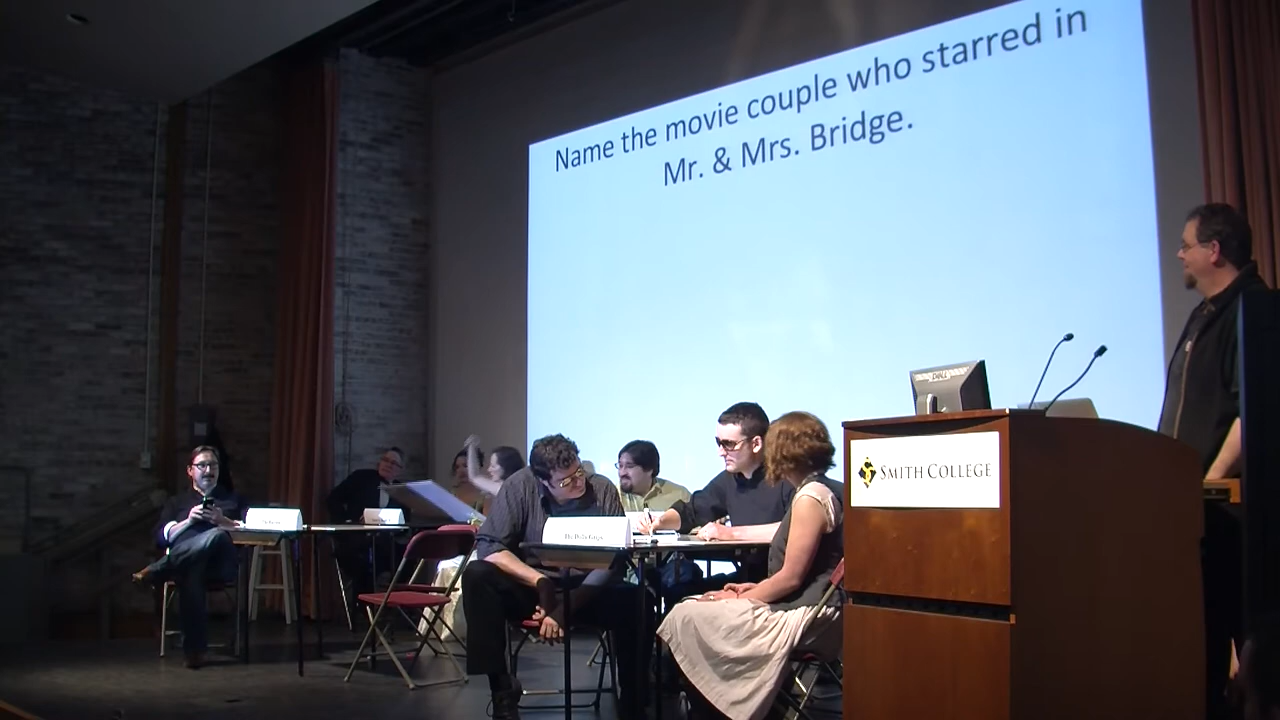 Name the movie couple who starred in
Mr. & Mrs. Bridge.
SMITH COLLEGE